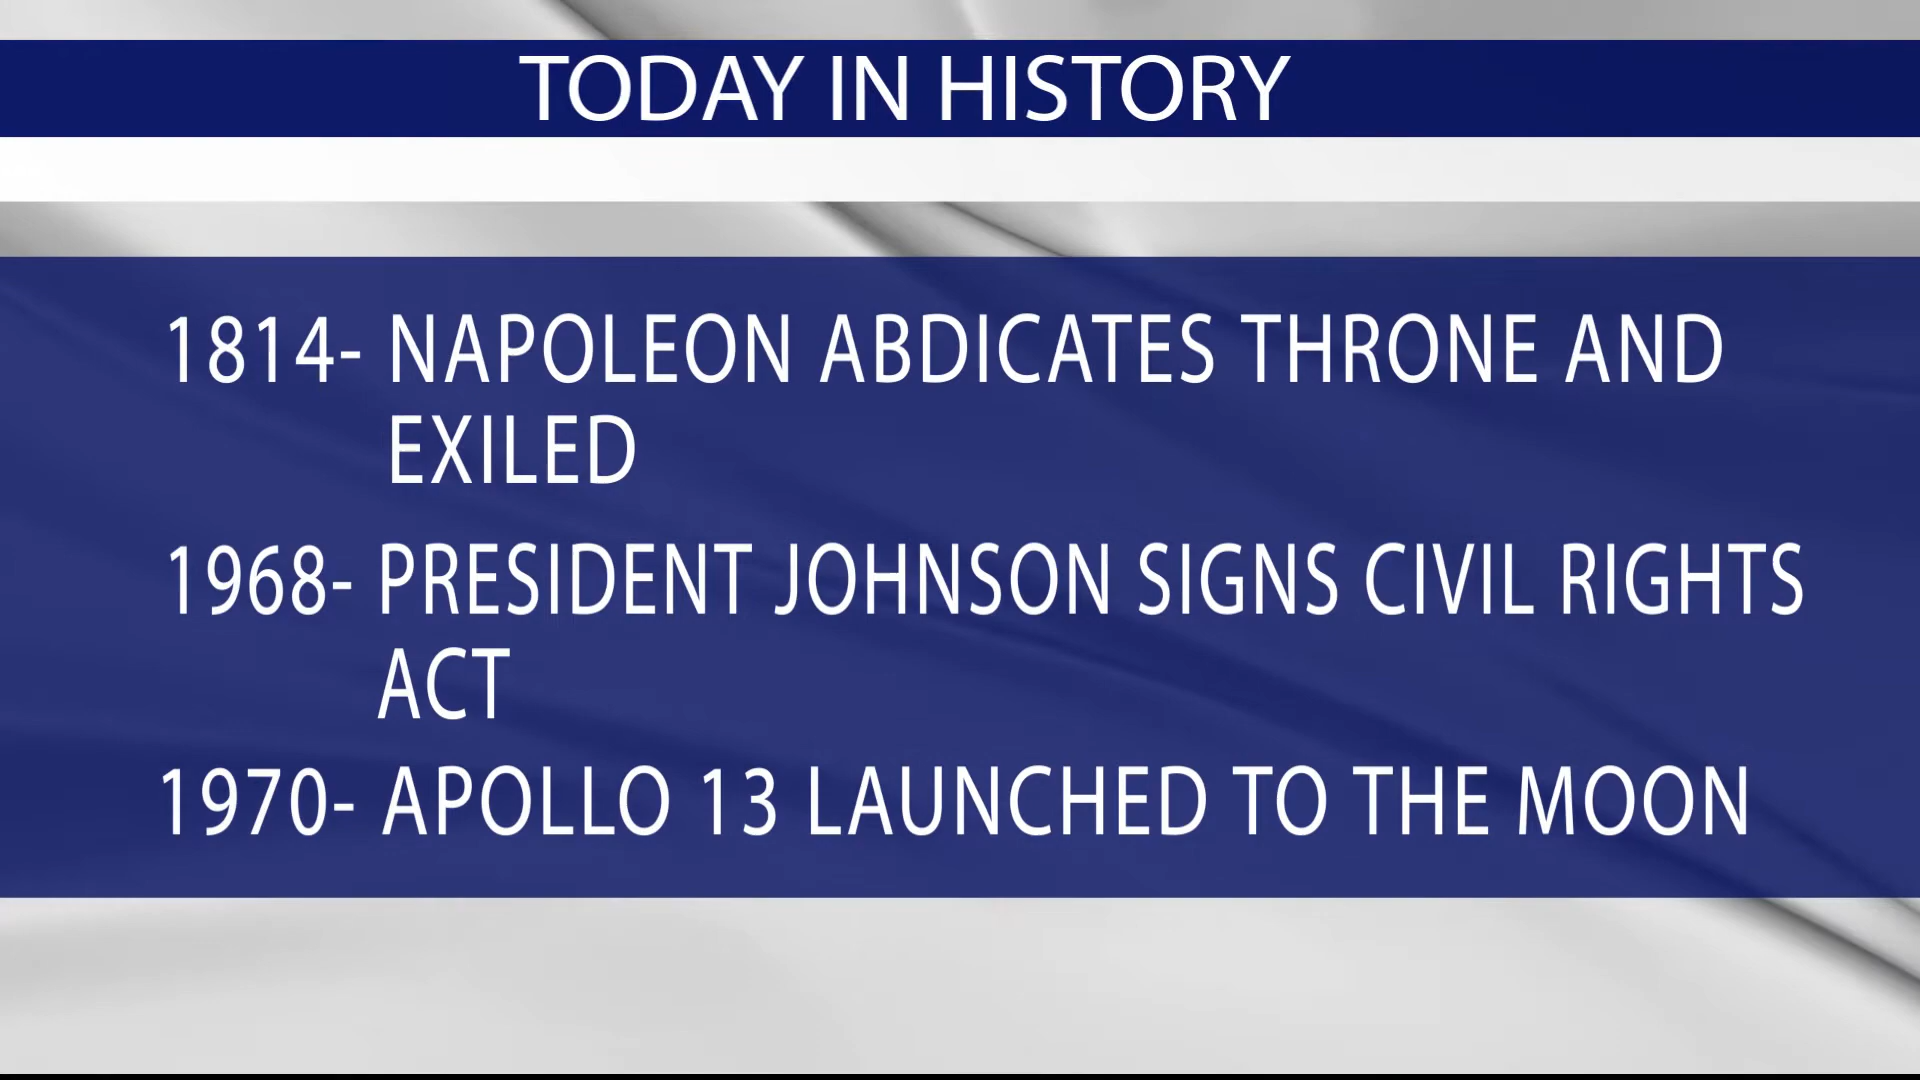 TODAY IN HISTORY
1814- NAPOLEON ABDICATES THRONE AND
EXILED
1968- PRESIDENT JOHNSON SIGNS CIVIL RIGHTS
ACT
1970- APOLLO 13 LAUNCHED TO THE MOON